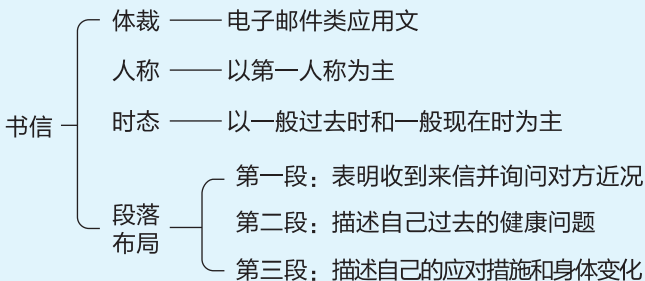 体裁 电子邮件类应用文
人称 以第一人称为主
书信
时态 以一般过去时和一般现在时为主
段落
布局
第一段：表明收到来信并询问对方近况
第二段：描述自己过去的健康问题
第三段：描述自己的应对措施和身体变化